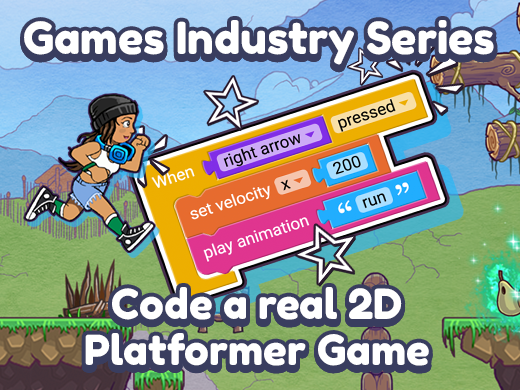 Games Industry Series
When right arrow pressed
set velocity x 200
play animation “ run ”
Code a real 2D
Platformer Game